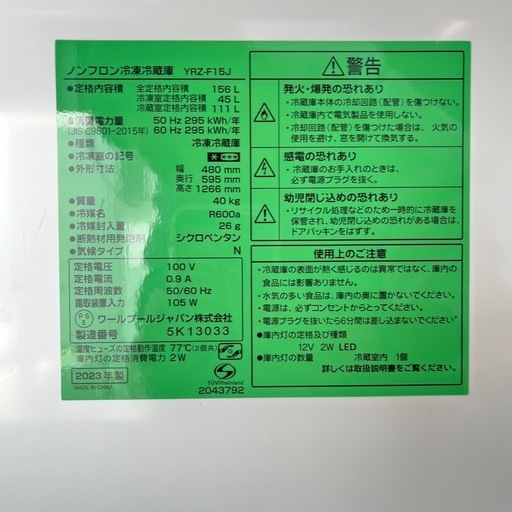 ノンフロン冷凍冷蔵庫 YRZ-F15J
●定格内容積 全定格内容積 156 L
冷凍室定格内容積 45 L
冷蔵室定格内容積 111 L
●消費電力量 50 Hz 295 kWh/年
(JIS C9801-2015年) 60 Hz 295 kWh/年
●種類 冷凍冷蔵庫
●冷凍室の記号
●外形寸法 幅 480 mm
奥行 595 mm
高さ 1266 mm
●質量 40 kg
●冷媒名 R600a
●冷媒封入量 26 g
●断熱材用発泡剤 シクロペンタン
●気候タイプ N
定格電圧 100 V
定格電流 0.9 A
定格周波数 50/60 Hz
霜取装置入力 105 W
PSE ワールプールジャパン株式会社
製造番号 5K13033
温度ヒューズの定格動作温度 77℃(2個共)
庫内灯の定格消費電力 2W
2023年製
MADE IN CHINA
TÜVRheinland
2043792
⚠警告
発火・爆発の恐れあり
●冷蔵庫本体の冷却回路(配管)を傷つけない。
●冷蔵庫内で電気製品を使用しない。
●冷却回路(配管)を傷つけた場合は、火気の
使用を避け、窓を開けて換気する。
感電の恐れあり
●冷蔵庫のお手入れのときは、
必ず電源プラグを抜く。
幼児閉じ込めの恐れあり
●リサイクル処理などのため一時的に冷蔵庫を
保管し、幼児閉じ込めの恐れがある場合には、
ドアパッキンをはずす。
使用上のご注意
・冷蔵庫の表面が熱く感じるのは異常ではなく、庫内の
食品には影響ありません。
・水気の多い食品は、庫内の奥に置かないでください。
・電源は、必ずコンセントからとってください。
・電源プラグを抜いたら6分間は差し込まないでください。
●庫内灯の定格及び種類
12V 2W LED
●庫内灯の数量 冷蔵室内 1個
詳しくは取扱説明書をご覧ください。